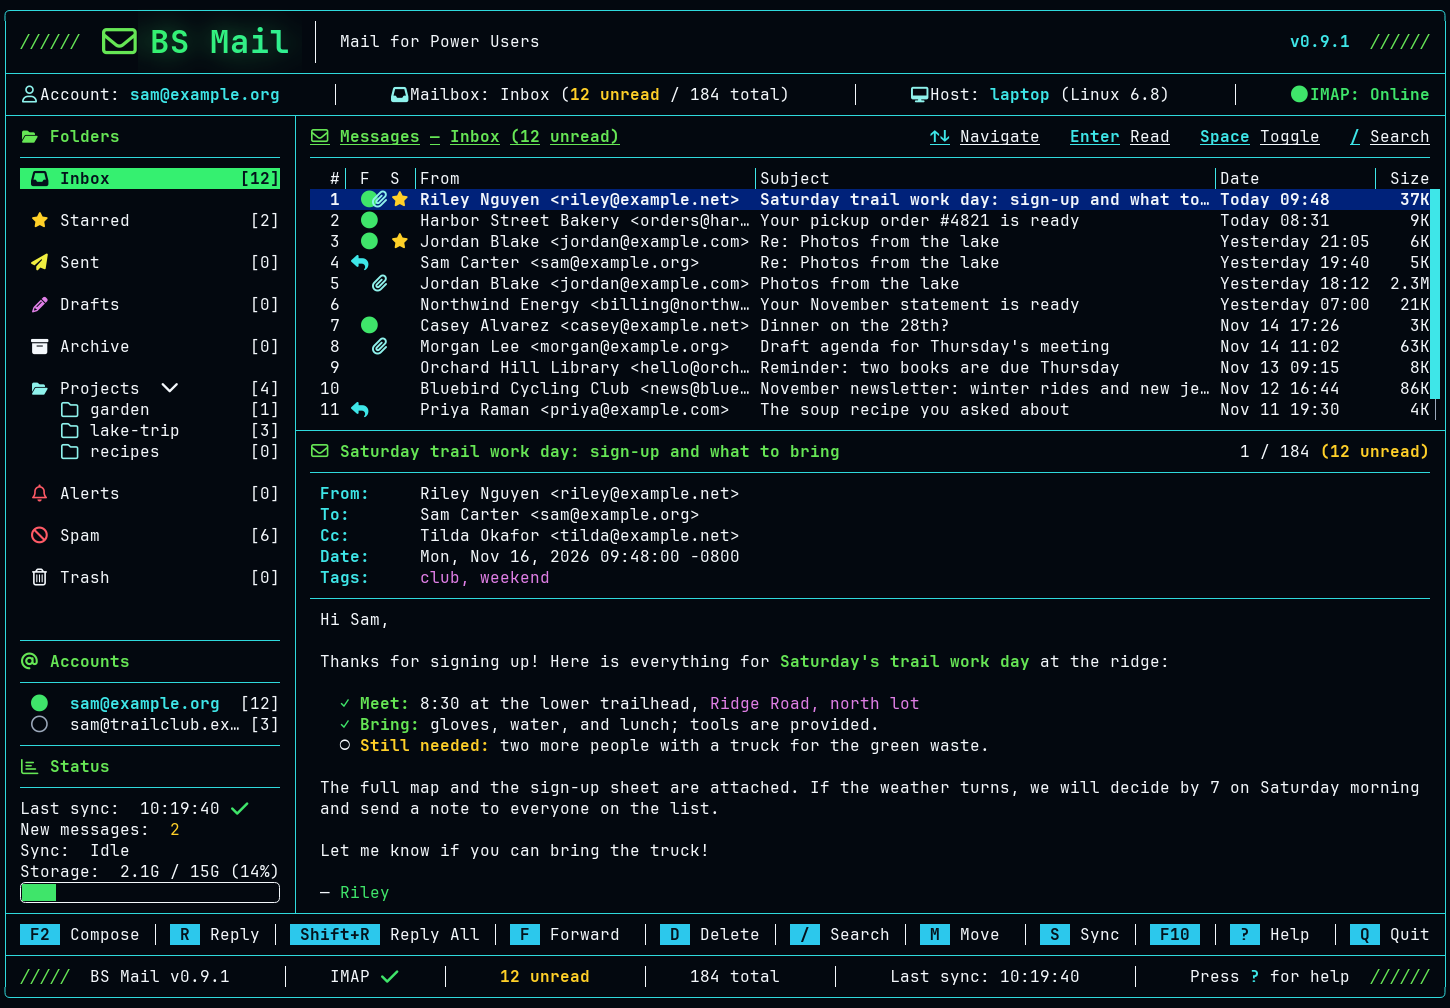 ////// BS Mail Mail for Power Users v0.9.1 //////
Account: sam@example.org Mailbox: Inbox (12 unread / 184 total) Host: laptop (Linux 6.8) IMAP: Online
Folders
Inbox [12]
Starred [2]
Sent [0]
Drafts [0]
Archive [0]
Projects [4]
garden [1]
lake-trip [3]
recipes [0]
Alerts [0]
Spam [6]
Trash [0]
Accounts
sam@example.org [12]
sam@trailclub.ex… [3]
Status
Last sync: 10:19:40 ✓
New messages: 2
Sync: Idle
Storage: 2.1G / 15G (14%)
Messages — Inbox (12 unread) ↑↓ Navigate Enter Read Space Toggle / Search
# F S From Subject Date Size
1 Riley Nguyen <riley@example.net> Saturday trail work day: sign-up and what to… Today 09:48 37K
2 Harbor Street Bakery <orders@har… Your pickup order #4821 is ready Today 08:31 9K
3 Jordan Blake <jordan@example.com> Re: Photos from the lake Yesterday 21:05 6K
4 Sam Carter <sam@example.org> Re: Photos from the lake Yesterday 19:40 5K
5 Jordan Blake <jordan@example.com> Photos from the lake Yesterday 18:12 2.3M
6 Northwind Energy <billing@northw… Your November statement is ready Yesterday 07:00 21K
7 Casey Alvarez <casey@example.net> Dinner on the 28th? Nov 14 17:26 3K
8 Morgan Lee <morgan@example.org> Draft agenda for Thursday's meeting Nov 14 11:02 63K
9 Orchard Hill Library <hello@orch… Reminder: two books are due Thursday Nov 13 09:15 8K
10 Bluebird Cycling Club <news@blue… November newsletter: winter rides and new je… Nov 12 16:44 86K
11 Priya Raman <priya@example.com> The soup recipe you asked about Nov 11 19:30 4K
Saturday trail work day: sign-up and what to bring 1 / 184 (12 unread)
From: Riley Nguyen <riley@example.net>
To: Sam Carter <sam@example.org>
Cc: Tilda Okafor <tilda@example.net>
Date: Mon, Nov 16, 2026 09:48:00 -0800
Tags: club, weekend
Hi Sam,
Thanks for signing up! Here is everything for Saturday's trail work day at the ridge:
✓ Meet: 8:30 at the lower trailhead, Ridge Road, north lot
✓ Bring: gloves, water, and lunch; tools are provided.
○ Still needed: two more people with a truck for the green waste.
The full map and the sign-up sheet are attached. If the weather turns, we will decide by 7 on Saturday morning
and send a note to everyone on the list.
Let me know if you can bring the truck!
— Riley
F2 Compose R Reply Shift+R Reply All F Forward D Delete / Search M Move S Sync F10 ? Help Q Quit
///// BS Mail v0.9.1 IMAP ✓ 12 unread 184 total Last sync: 10:19:40 Press ? for help //////